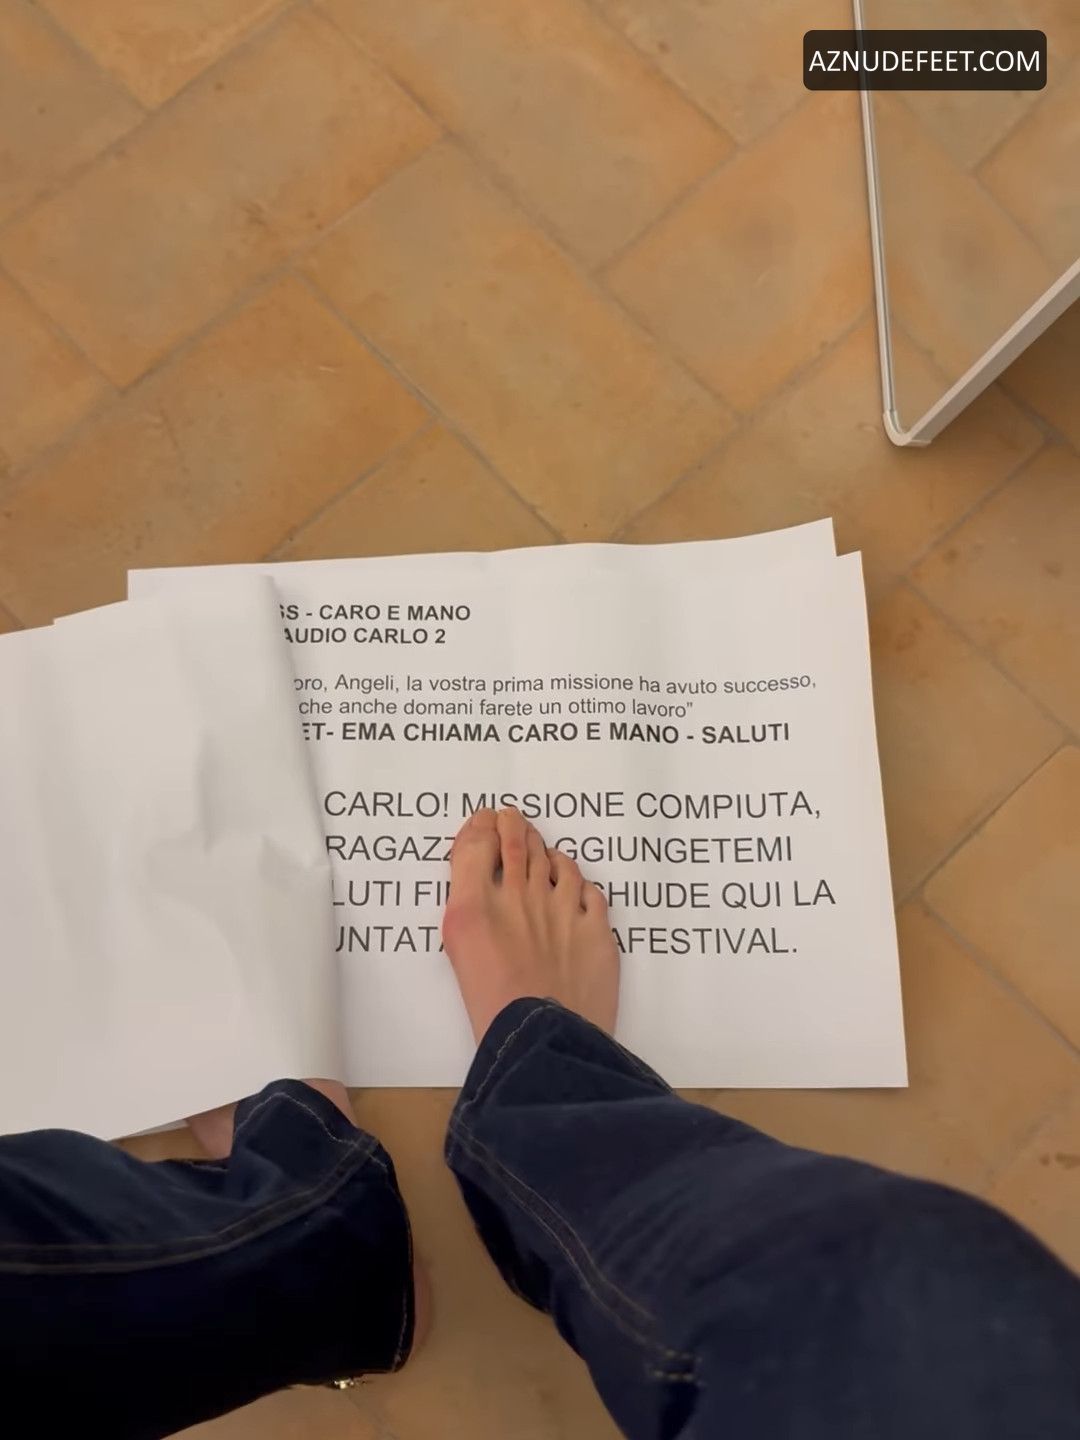 AZNUDEFEET.COM
SS - CARO E MANO
AUDIO CARLO 2
oro, Angeli, la vostra prima missione ha avuto successo,
che anche domani farete un ottimo lavoro”
ET- EMA CHIAMA CARO E MANO - SALUTI
CARLO! MISSIONE COMPIUTA,
RAGAZZ GGIUNGETEMI
LUTI FI CHIUDE QUI LA
UNTATA AFESTIVAL.